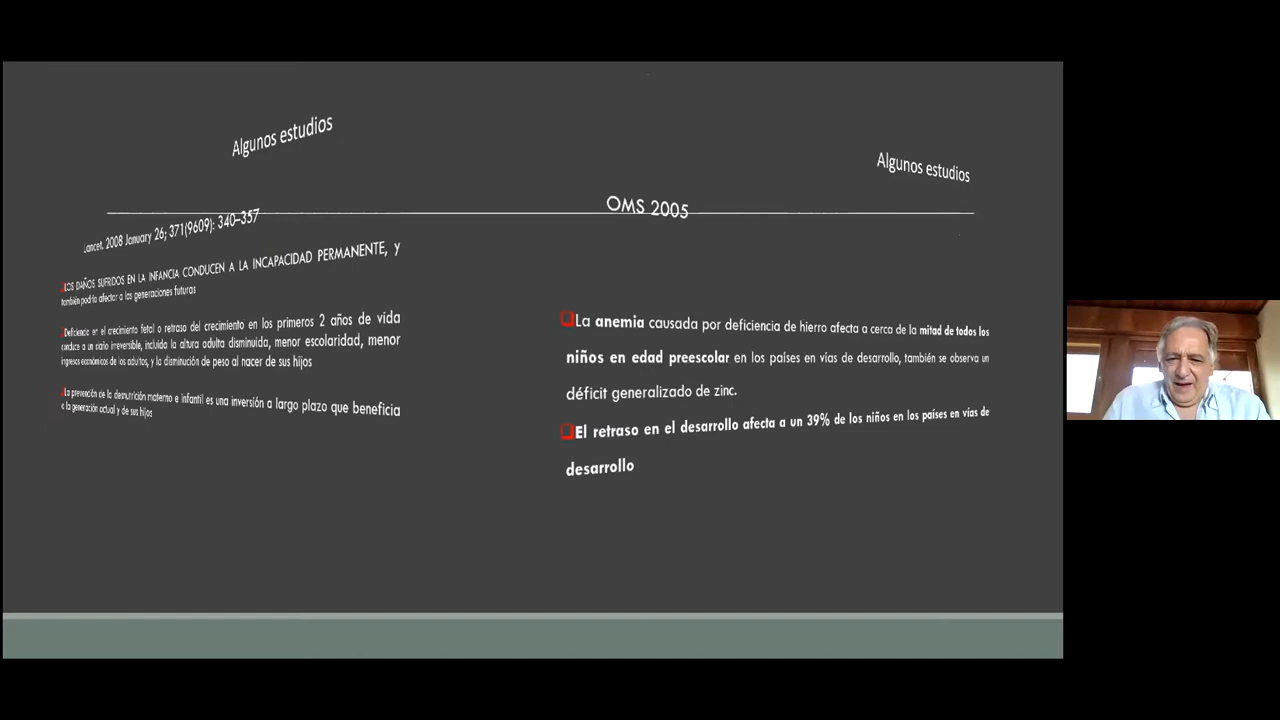 Algunos estudios
Lancet. 2008 January 26; 371(9609): 340–357
LOS DAÑOS SUFRIDOS EN LA INFANCIA CONDUCEN A LA INCAPACIDAD PERMANENTE, y
también podría afectar a las generaciones futuras
Deficiencia en el crecimiento fetal o retraso del crecimiento en los primeros 2 años de vida
conduce a un daño irreversible, incluida la altura adulta disminuida, menor escolaridad, menor
ingresos económicos de los adultos, y la disminución de peso al nacer de sus hijos
La prevención de la desnutrición materno e infantil es una inversión a largo plazo que beneficia
a la generación actual y de sus hijos
Algunos estudios
OMS 2005
La anemia causada por deficiencia de hierro afecta a cerca de la mitad de todos los
niños en edad preescolar en los países en vías de desarrollo, también se observa un
déficit generalizado de zinc.
El retraso en el desarrollo afecta a un 39% de los niños en los países en vías de
desarrollo